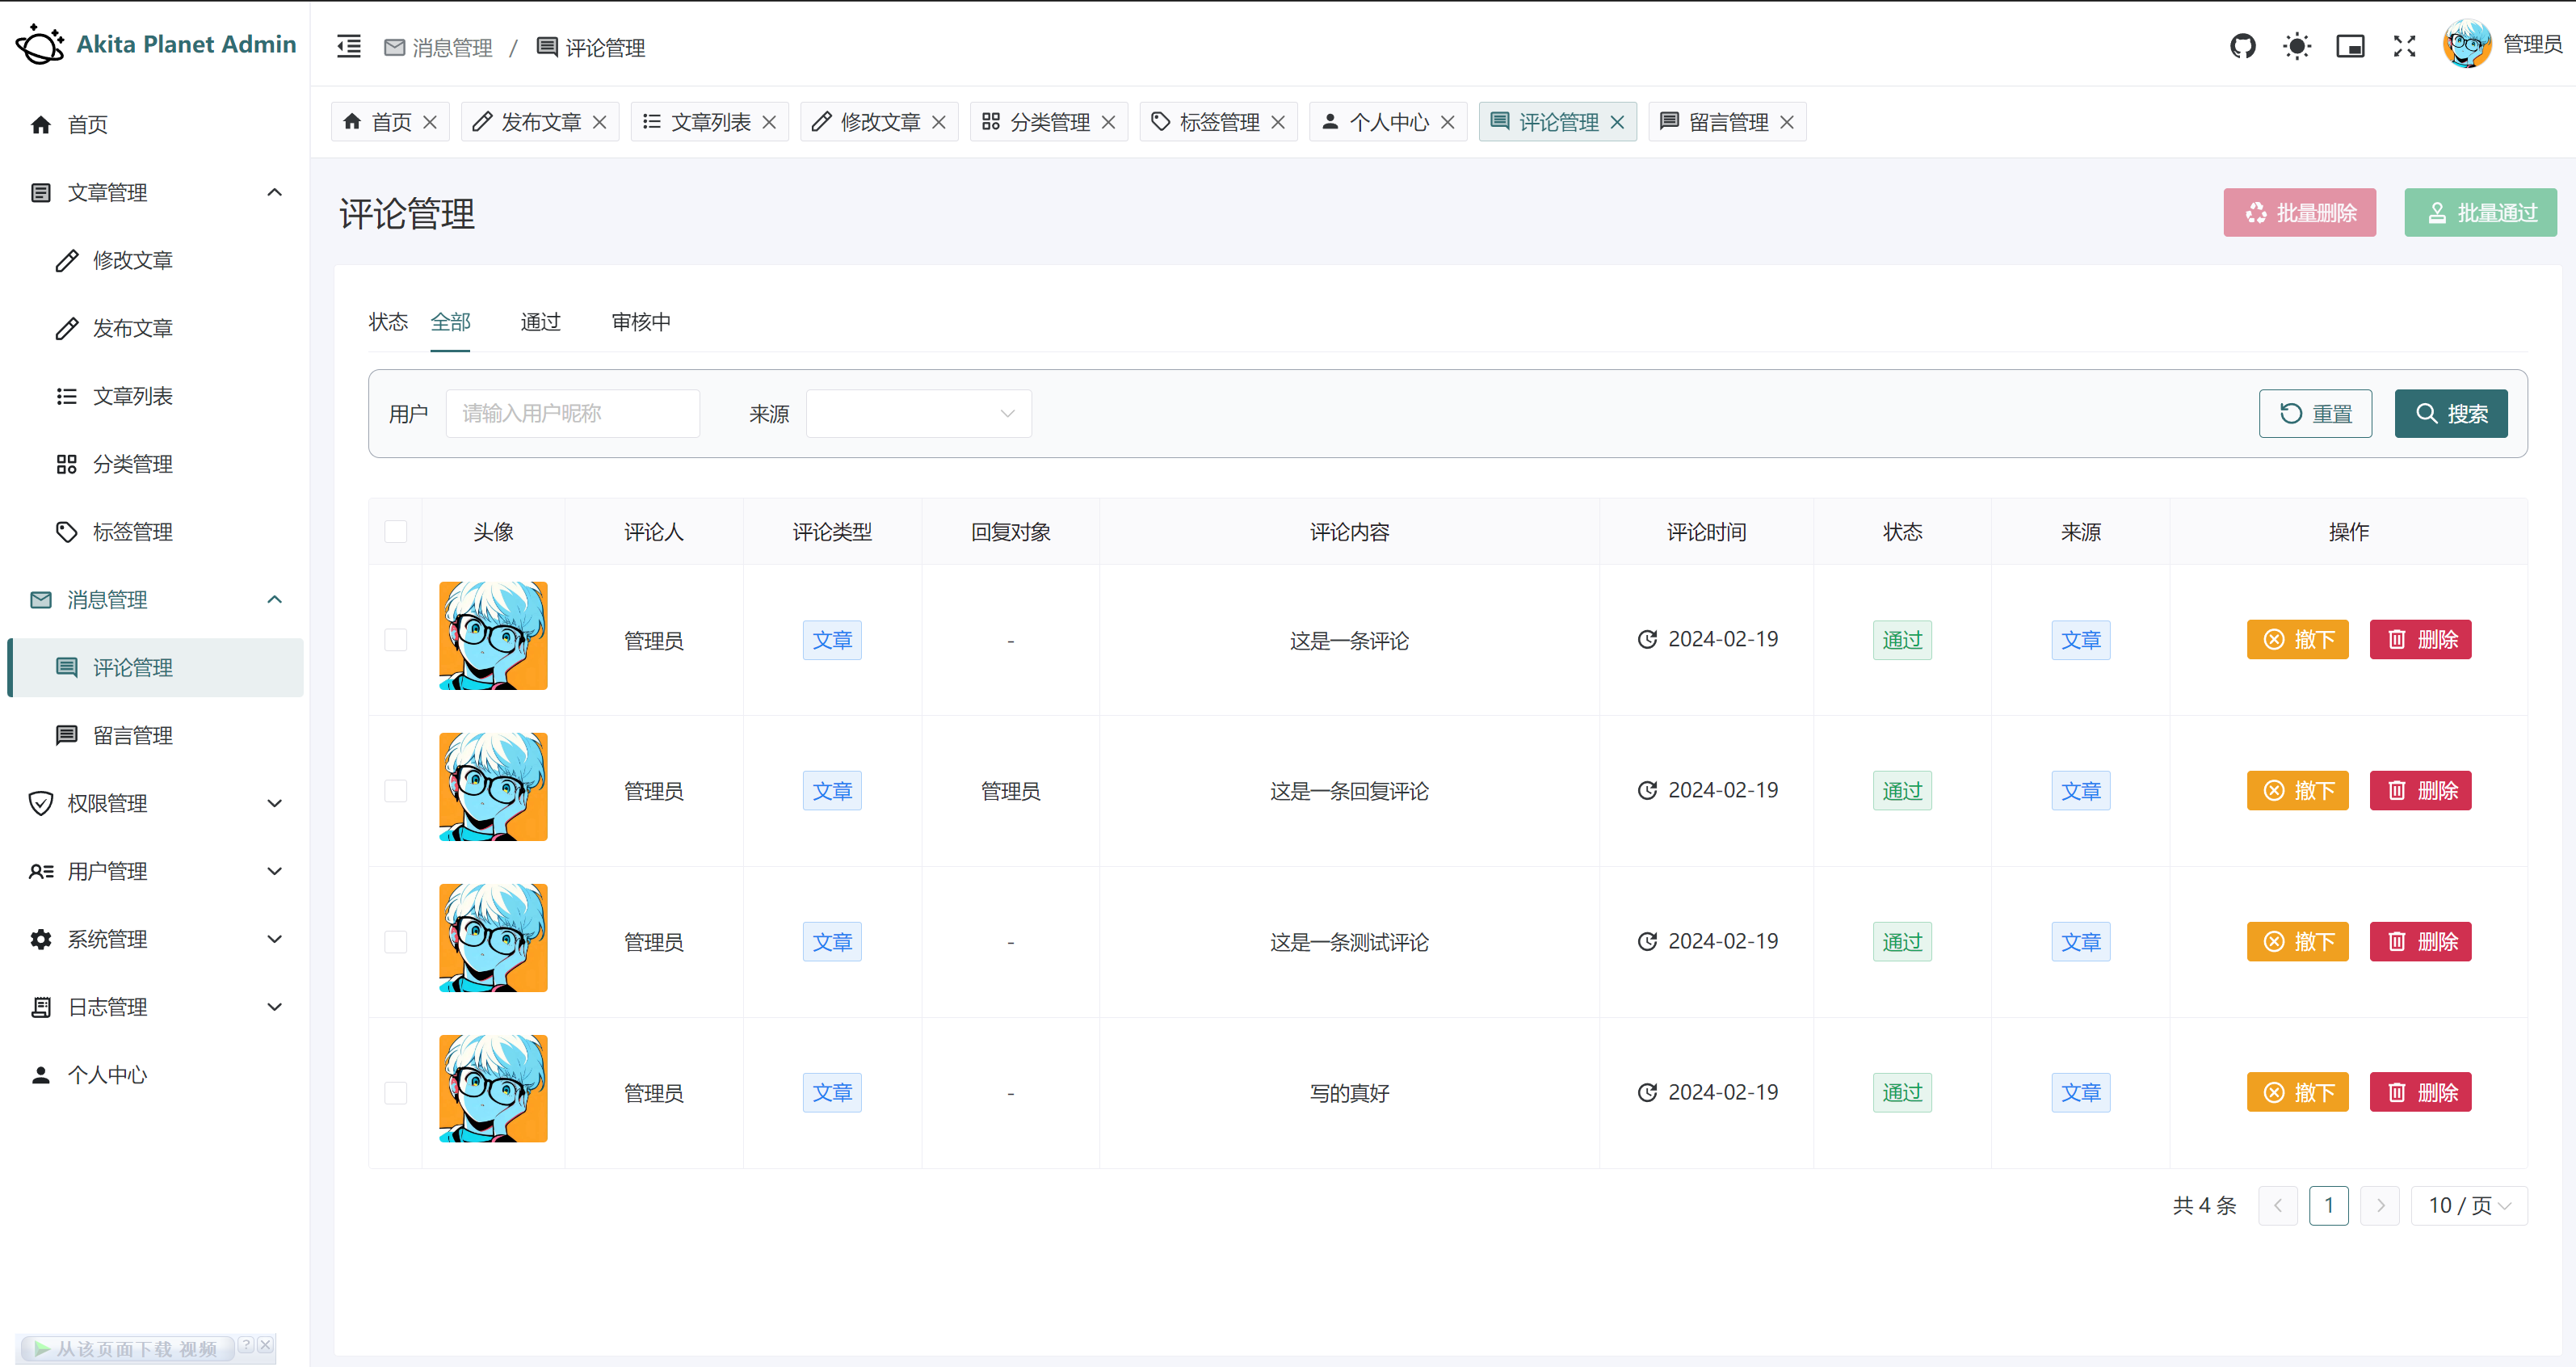 Akita Planet Admin
消息管理 / 评论管理
管理员
首页
文章管理
修改文章
发布文章
文章列表
分类管理
标签管理
消息管理
评论管理
留言管理
权限管理
用户管理
系统管理
日志管理
个人中心
从该页面下载 视频 ?
首页 发布文章 文章列表 修改文章 分类管理 标签管理 个人中心 评论管理 留言管理
评论管理 批量删除 批量通过
状态 全部 通过 审核中
用户 请输入用户昵称 来源 重置 搜索
头像 评论人 评论类型 回复对象 评论内容 评论时间 状态 来源 操作
管理员 文章 - 这是一条评论 2024-02-19 通过 文章 撤下 删除
管理员 文章 管理员 这是一条回复评论 2024-02-19 通过 文章 撤下 删除
管理员 文章 - 这是一条测试评论 2024-02-19 通过 文章 撤下 删除
管理员 文章 - 写的真好 2024-02-19 通过 文章 撤下 删除
共 4 条 1 10 / 页